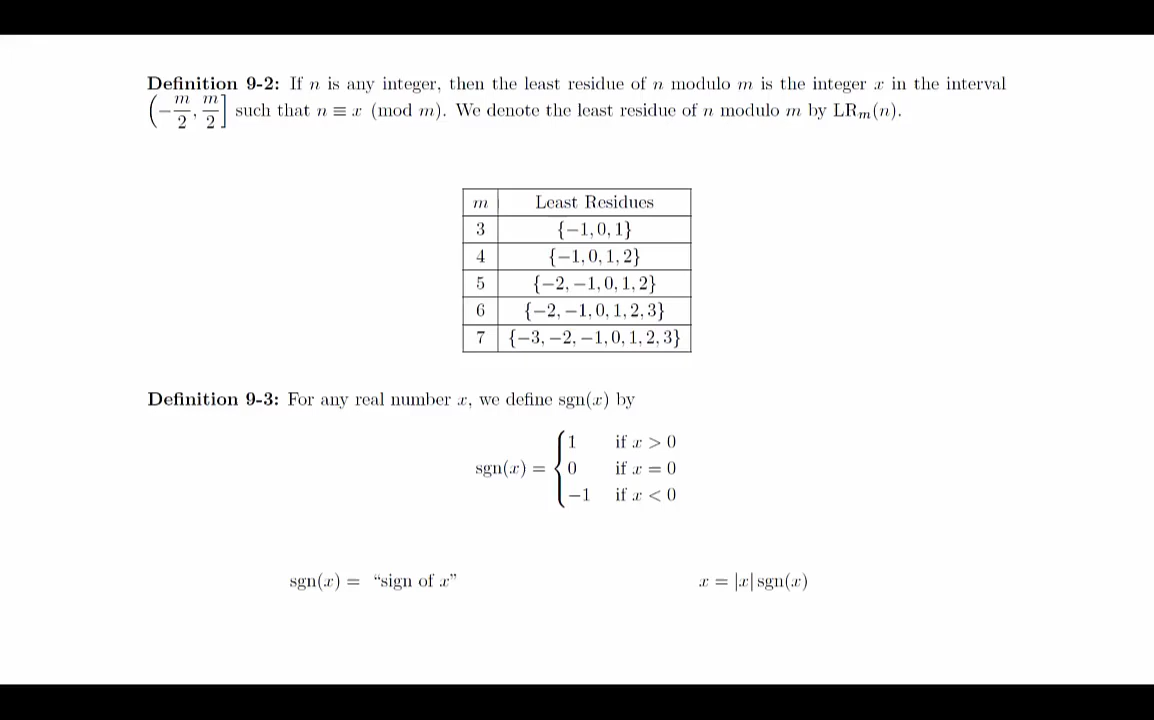 Definition 9-2: If n is any integer, then the least residue of n modulo m is the integer x in the interval
(−m/2, m/2] such that n ≡ x (mod m). We denote the least residue of n modulo m by LRₘ(n).
m Least Residues
3 {−1, 0, 1}
4 {−1, 0, 1, 2}
5 {−2, −1, 0, 1, 2}
6 {−2, −1, 0, 1, 2, 3}
7 {−3, −2, −1, 0, 1, 2, 3}
Definition 9-3: For any real number x, we define sgn(x) by
1 if x > 0
sgn(x) = { 0 if x = 0
−1 if x < 0
sgn(x) = “sign of x” x = |x| sgn(x)